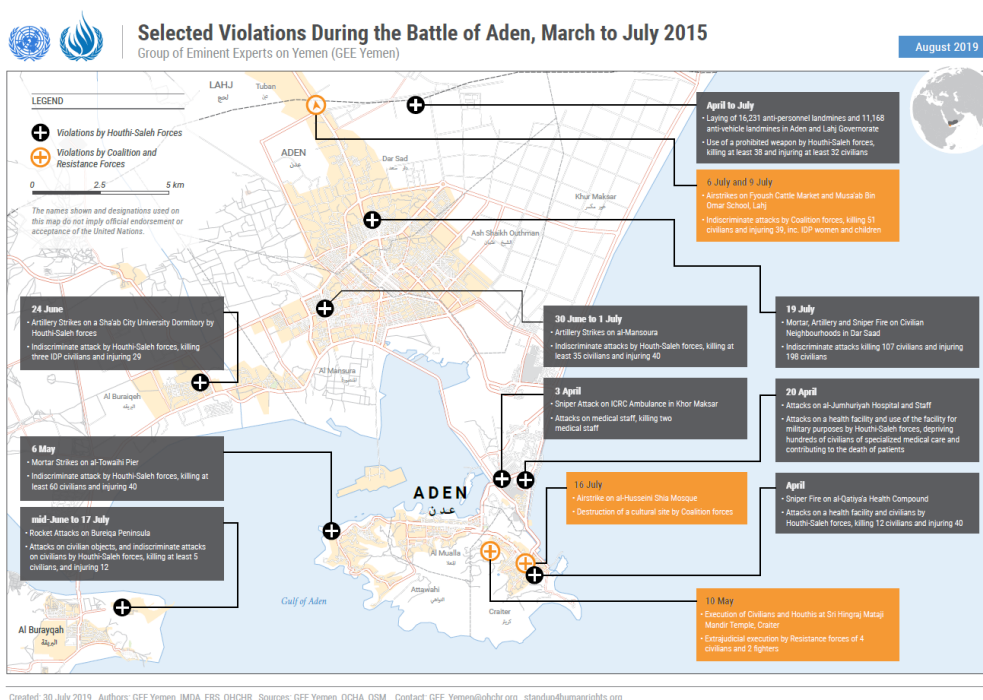 Selected Violations During the Battle of Aden, March to July 2015
Group of Eminent Experts on Yemen (GEE Yemen)
August 2019
LEGEND
Violations by Houthi-Saleh Forces
Violations by Coalition and
Resistance Forces
0 2.5 5 km
The names shown and designations used on
this map do not imply official endorsement or
acceptance of the United Nations.
LAHJ
لحج
Tuban
تبن
ADEN
عدن
Dar Sad
دار سعد
Khur Maksar
خور مكسر
Ash Shaikh Outhman
الشيخ عثمان
April to July
• Laying of 16,231 anti-personnel landmines and 11,168
anti-vehicle landmines in Aden and Lahj Governorate
• Use of a prohibited weapon by Houthi-Saleh forces,
killing at least 38 and injuring at least 32 civilians
6 July and 9 July
• Airstrikes on Fyoush Cattle Market and Musa'ab Bin
Omar School, Lahj
• Indiscriminate attacks by Coalition forces, killing 51
civilians and injuring 39, inc. IDP women and children
24 June
• Artillery Strikes on a Sha'ab City University Dormitory by
Houthi-Saleh forces
• Indiscriminate attack by Houthi-Saleh forces, killing
three IDP civilians and injuring 29
30 June to 1 July
• Artillery Strikes on al-Mansoura
• Indiscriminate attacks by Houthi-Saleh forces, killing at
least 35 civilians and injuring 40
19 July
• Mortar, Artillery and Sniper Fire on Civilian
Neighbourhoods in Dar Saad
• Indiscriminate attacks killing 107 civilians and injuring
198 civilians
Al Mansura
المنصورة
Al Buraiqeh
البريقة
3 April
• Sniper Attack on ICRC Ambulance in Khor Maksar
• Attacks on medical staff, killing two
medical staff
20 April
• Attacks on al-Jumhuriyah Hospital and Staff
• Attacks on a health facility and use of the facility for
military purposes by Houthi-Saleh forces, depriving
hundreds of civilians of specialized medical care and
contributing to the death of patients
6 May
• Mortar Strikes on al-Towaihi Pier
• Indiscriminate attack by Houthi-Saleh forces, killing at
least 60 civilians and injuring 40
16 July
• Airstrike on al-Husseini Shia Mosque
• Destruction of a cultural site by Coalition forces
April
• Sniper Fire on al-Qatiya'a Health Compound
• Attacks on a health facility and civilians by
Houthi-Saleh forces, killing 12 civilians and injuring 40
ADEN
عدن
mid-June to 17 July
• Rocket Attacks on Bureiqa Peninsula
• Attacks on civilian objects, and indiscriminate attacks
on civilians by Houthi-Saleh forces, killing at least 5
civilians, and injuring 12
Al Mualla
المعلا
Attawahi
التواهي
Craiter
كريتر
Gulf of Aden
Al Burayqah
البريقة
10 May
• Execution of Civilians and Houthis at Sri Hingraj Mataji
Mandir Temple, Craiter
• Extrajudicial execution by Resistance forces of 4
civilians and 2 fighters
Created: 30 July 2019 Authors: GEE Yemen, IMDA, ERS, OHCHR Sources: GEE Yemen, OCHA, OSM Contact: GEE_Yemen@ohchr.org standup4humanrights.org